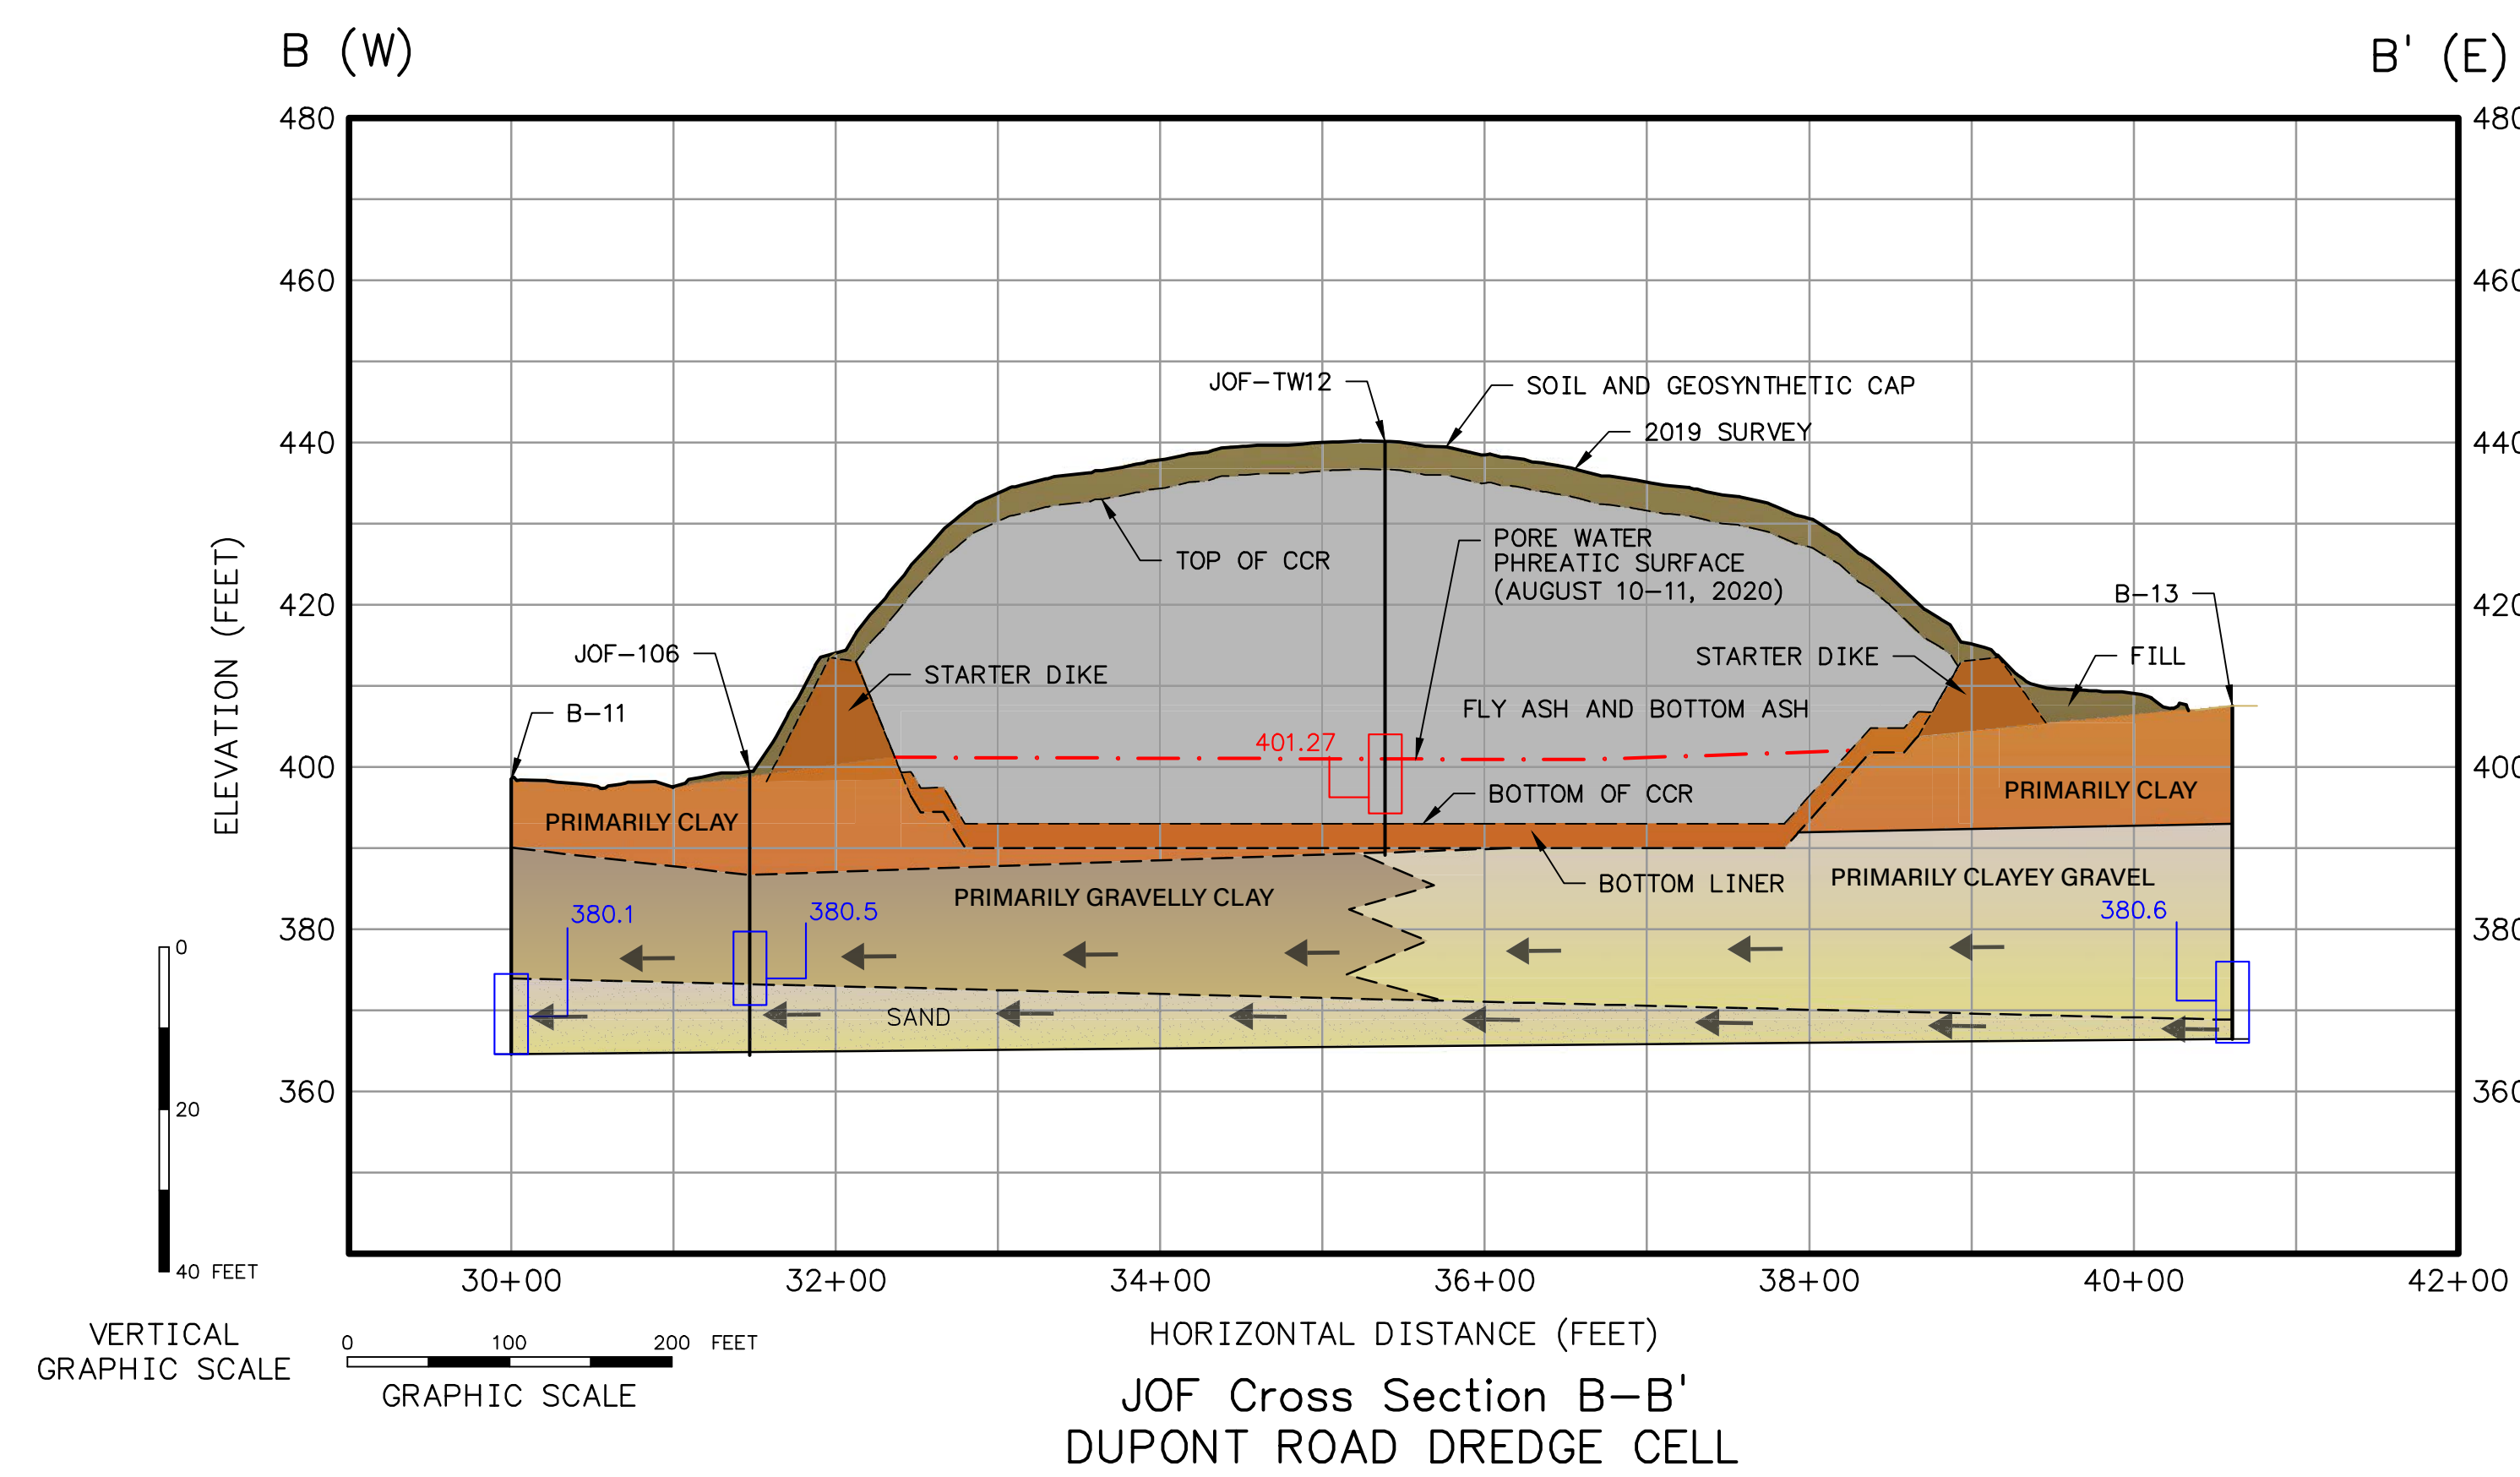 B (W)
B' (E)
480
480
460
460
JOF-TW12
SOIL AND GEOSYNTHETIC CAP
2019 SURVEY
440
440
TOP OF CCR
PORE WATER
PHREATIC SURFACE
(AUGUST 10-11, 2020)
ELEVATION (FEET)
420
420
B-13
JOF-106
STARTER DIKE
STARTER DIKE
FILL
B-11
FLY ASH AND BOTTOM ASH
401.27
400
400
BOTTOM OF CCR
PRIMARILY CLAY
PRIMARILY CLAY
BOTTOM LINER
PRIMARILY GRAVELLY CLAY
PRIMARILY CLAYEY GRAVEL
380.1
380.5
380.6
380
380
SAND
360
360
0
20
40 FEET
VERTICAL
GRAPHIC SCALE
30+00
32+00
34+00
36+00
38+00
40+00
42+00
0
100
200 FEET
GRAPHIC SCALE
HORIZONTAL DISTANCE (FEET)
JOF Cross Section B-B'
DUPONT ROAD DREDGE CELL